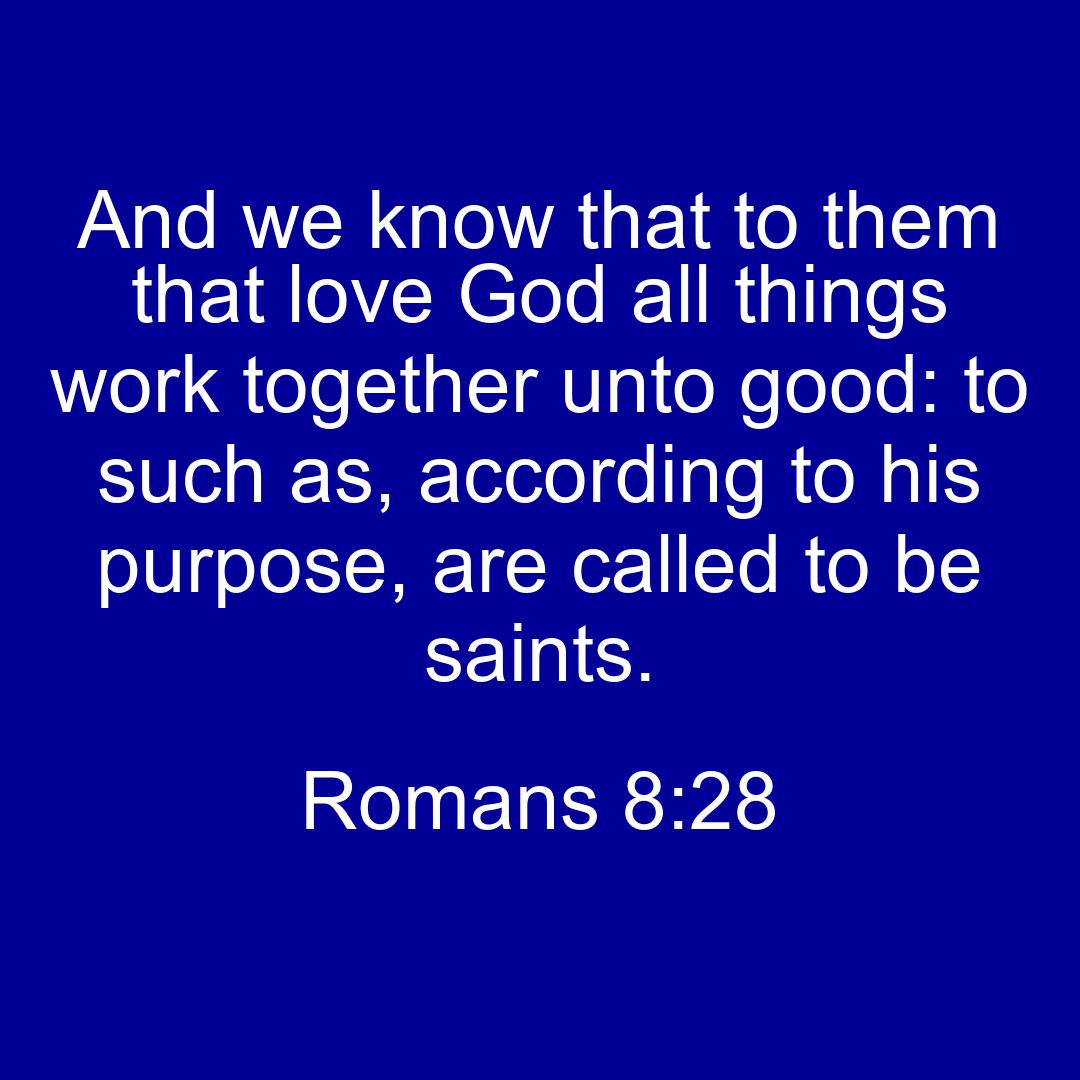 And we know that to them
that love God all things
work together unto good: to
such as, according to his
purpose, are called to be
saints.
Romans 8:28